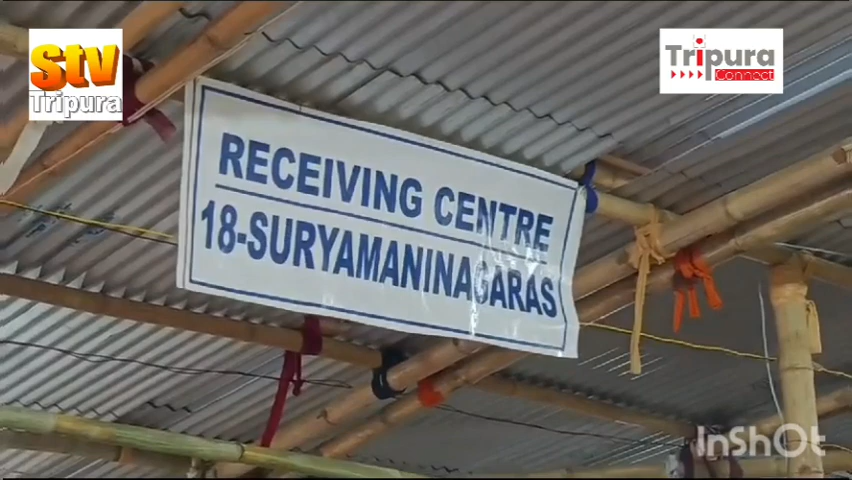 Stv
Tripura
Tripura
Connect
RECEIVING CENTRE
18-SURYAMANINAGARAS
InShOt